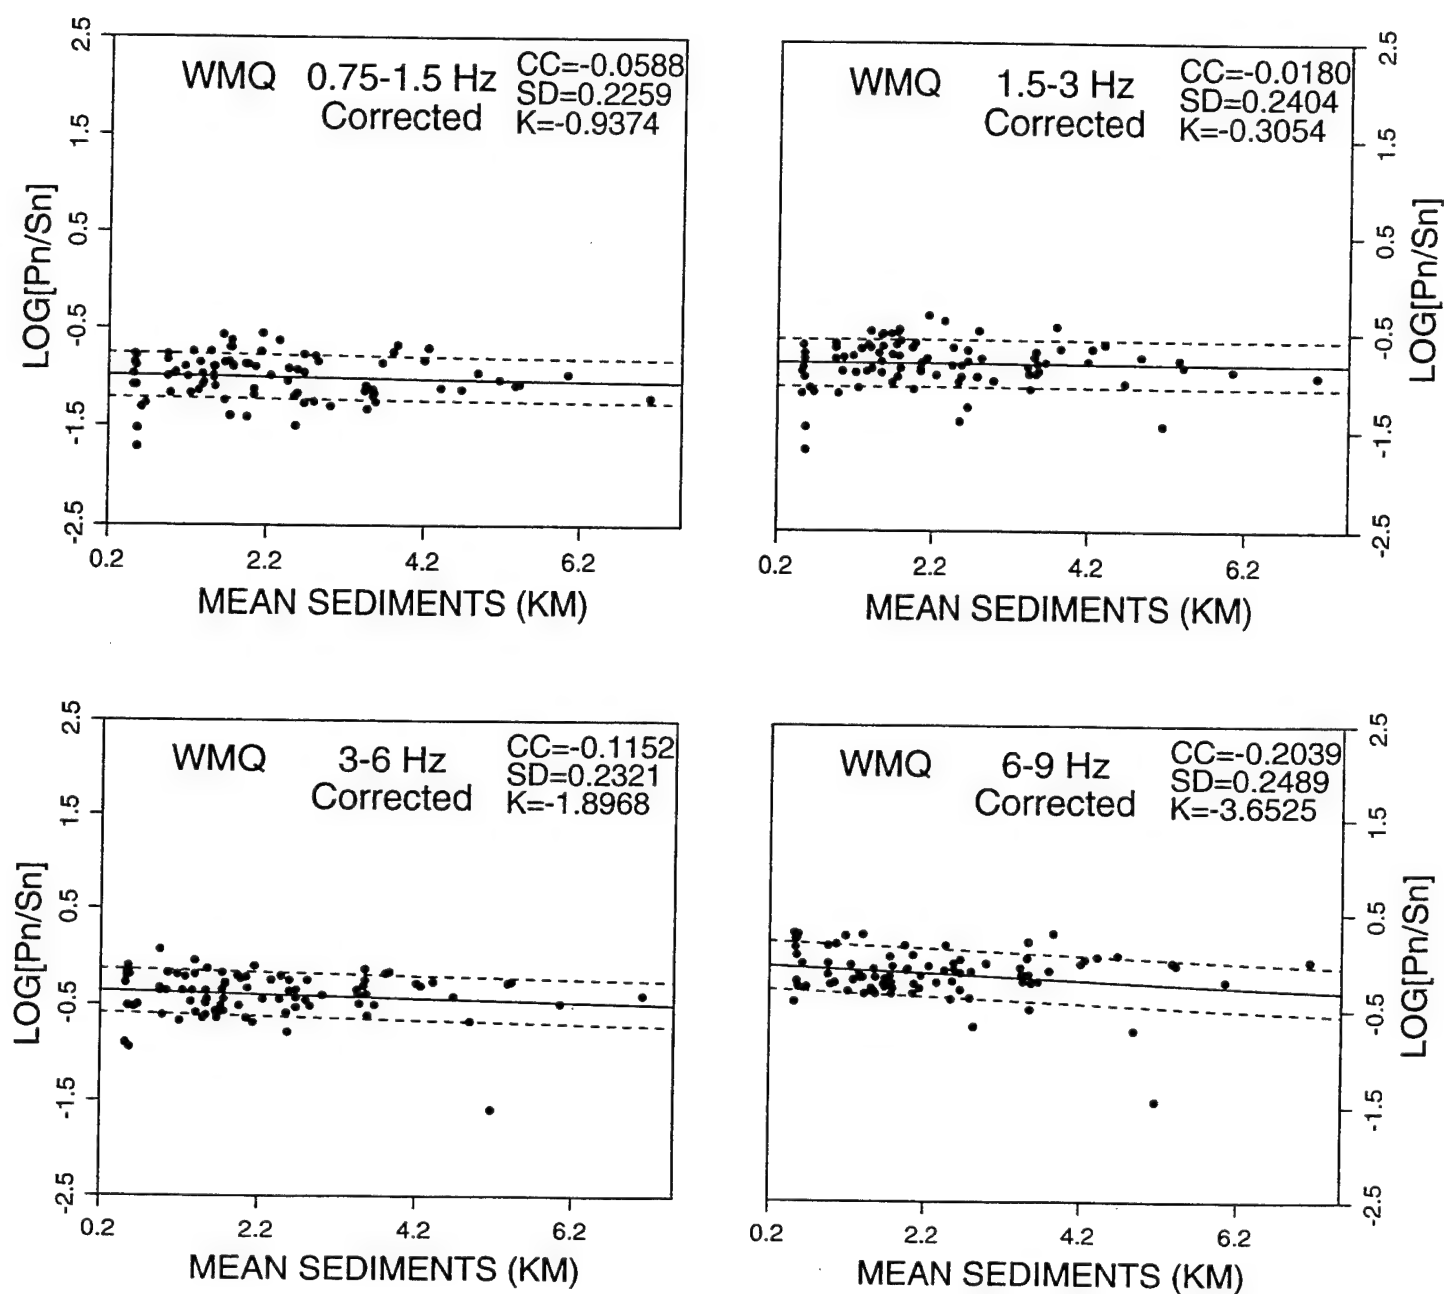 WMQ 0.75-1.5 Hz CC=-0.0588
Corrected SD=0.2259
K=-0.9374
LOG[Pn/Sn]
2.5
1.5
0.5
-0.5
-1.5
-2.5
0.2 2.2 4.2 6.2
MEAN SEDIMENTS (KM)
WMQ 1.5-3 Hz CC=-0.0180
Corrected SD=0.2404
K=-0.3054
LOG[Pn/Sn]
2.5
1.5
0.5
-0.5
-1.5
-2.5
0.2 2.2 4.2 6.2
MEAN SEDIMENTS (KM)
WMQ 3-6 Hz CC=-0.1152
Corrected SD=0.2321
K=-1.8968
LOG[Pn/Sn]
2.5
1.5
0.5
-0.5
-1.5
-2.5
0.2 2.2 4.2 6.2
MEAN SEDIMENTS (KM)
WMQ 6-9 Hz CC=-0.2039
Corrected SD=0.2489
K=-3.6525
LOG[Pn/Sn]
2.5
1.5
0.5
-0.5
-1.5
-2.5
0.2 2.2 4.2 6.2
MEAN SEDIMENTS (KM)